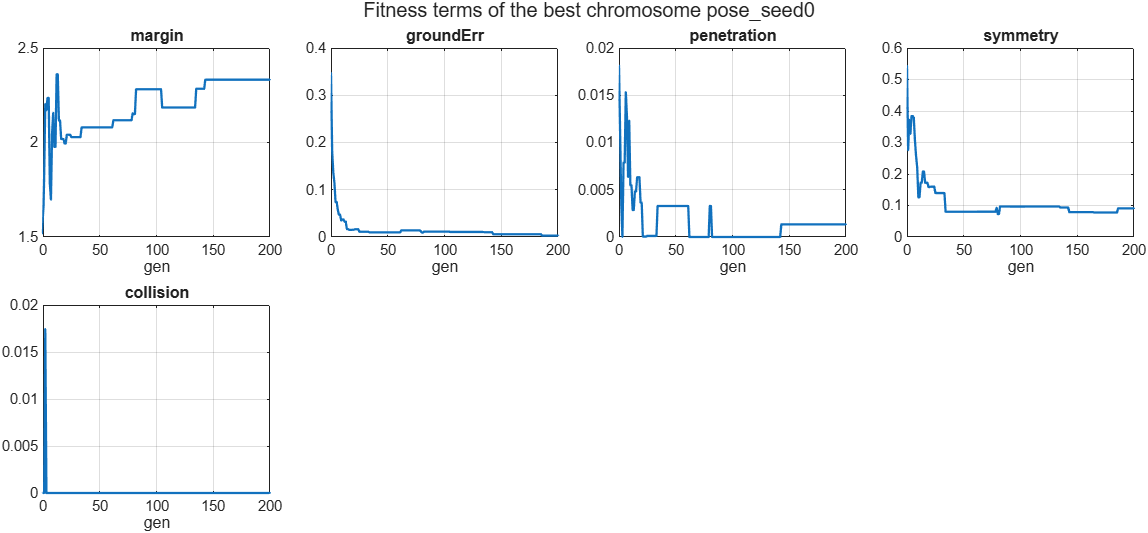 Fitness terms of the best chromosome pose_seed0
margin
2.5
2
1.5
0 50 100 150 200
gen
groundErr
0.4
0.3
0.2
0.1
0
0 50 100 150 200
gen
penetration
0.02
0.015
0.01
0.005
0
0 50 100 150 200
gen
symmetry
0.6
0.5
0.4
0.3
0.2
0.1
0
0 50 100 150 200
gen
collision
0.02
0.015
0.01
0.005
0
0 50 100 150 200
gen